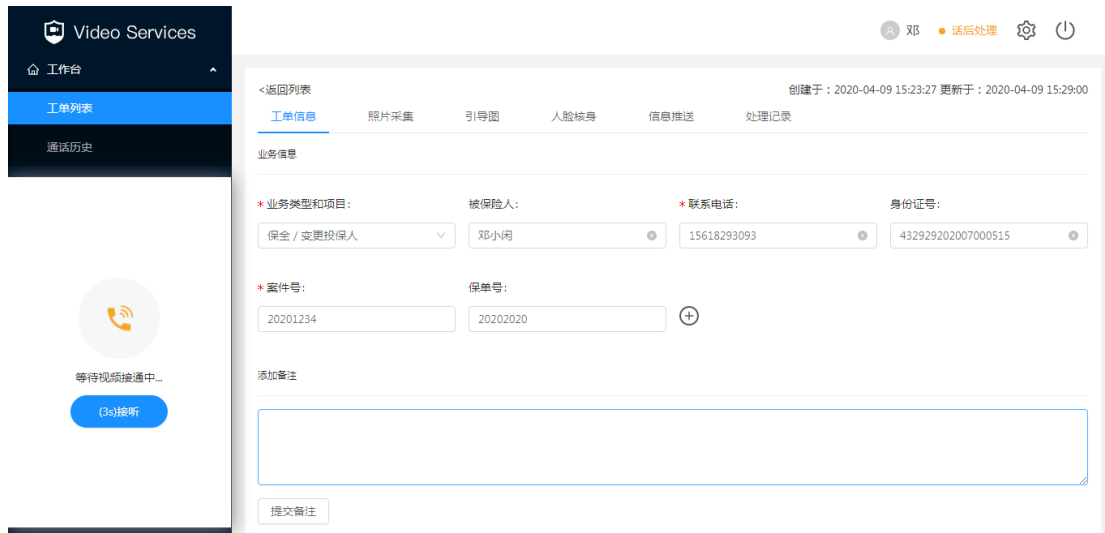 Video Services
邓
话后处理
工作台
工单列表
通话历史
等待视频接通中...
(3s)接听
<返回列表
创建于：2020-04-09 15:23:27 更新于：2020-04-09 15:29:00
工单信息 照片采集 引导图 人脸核身 信息推送 处理记录
业务信息
* 业务类型和项目: 被保险人: * 联系电话: 身份证号:
保全 / 变更投保人 邓小闲 15618293093 432929202007000515
* 案件号: 保单号:
20201234 20202020
添加备注
提交备注